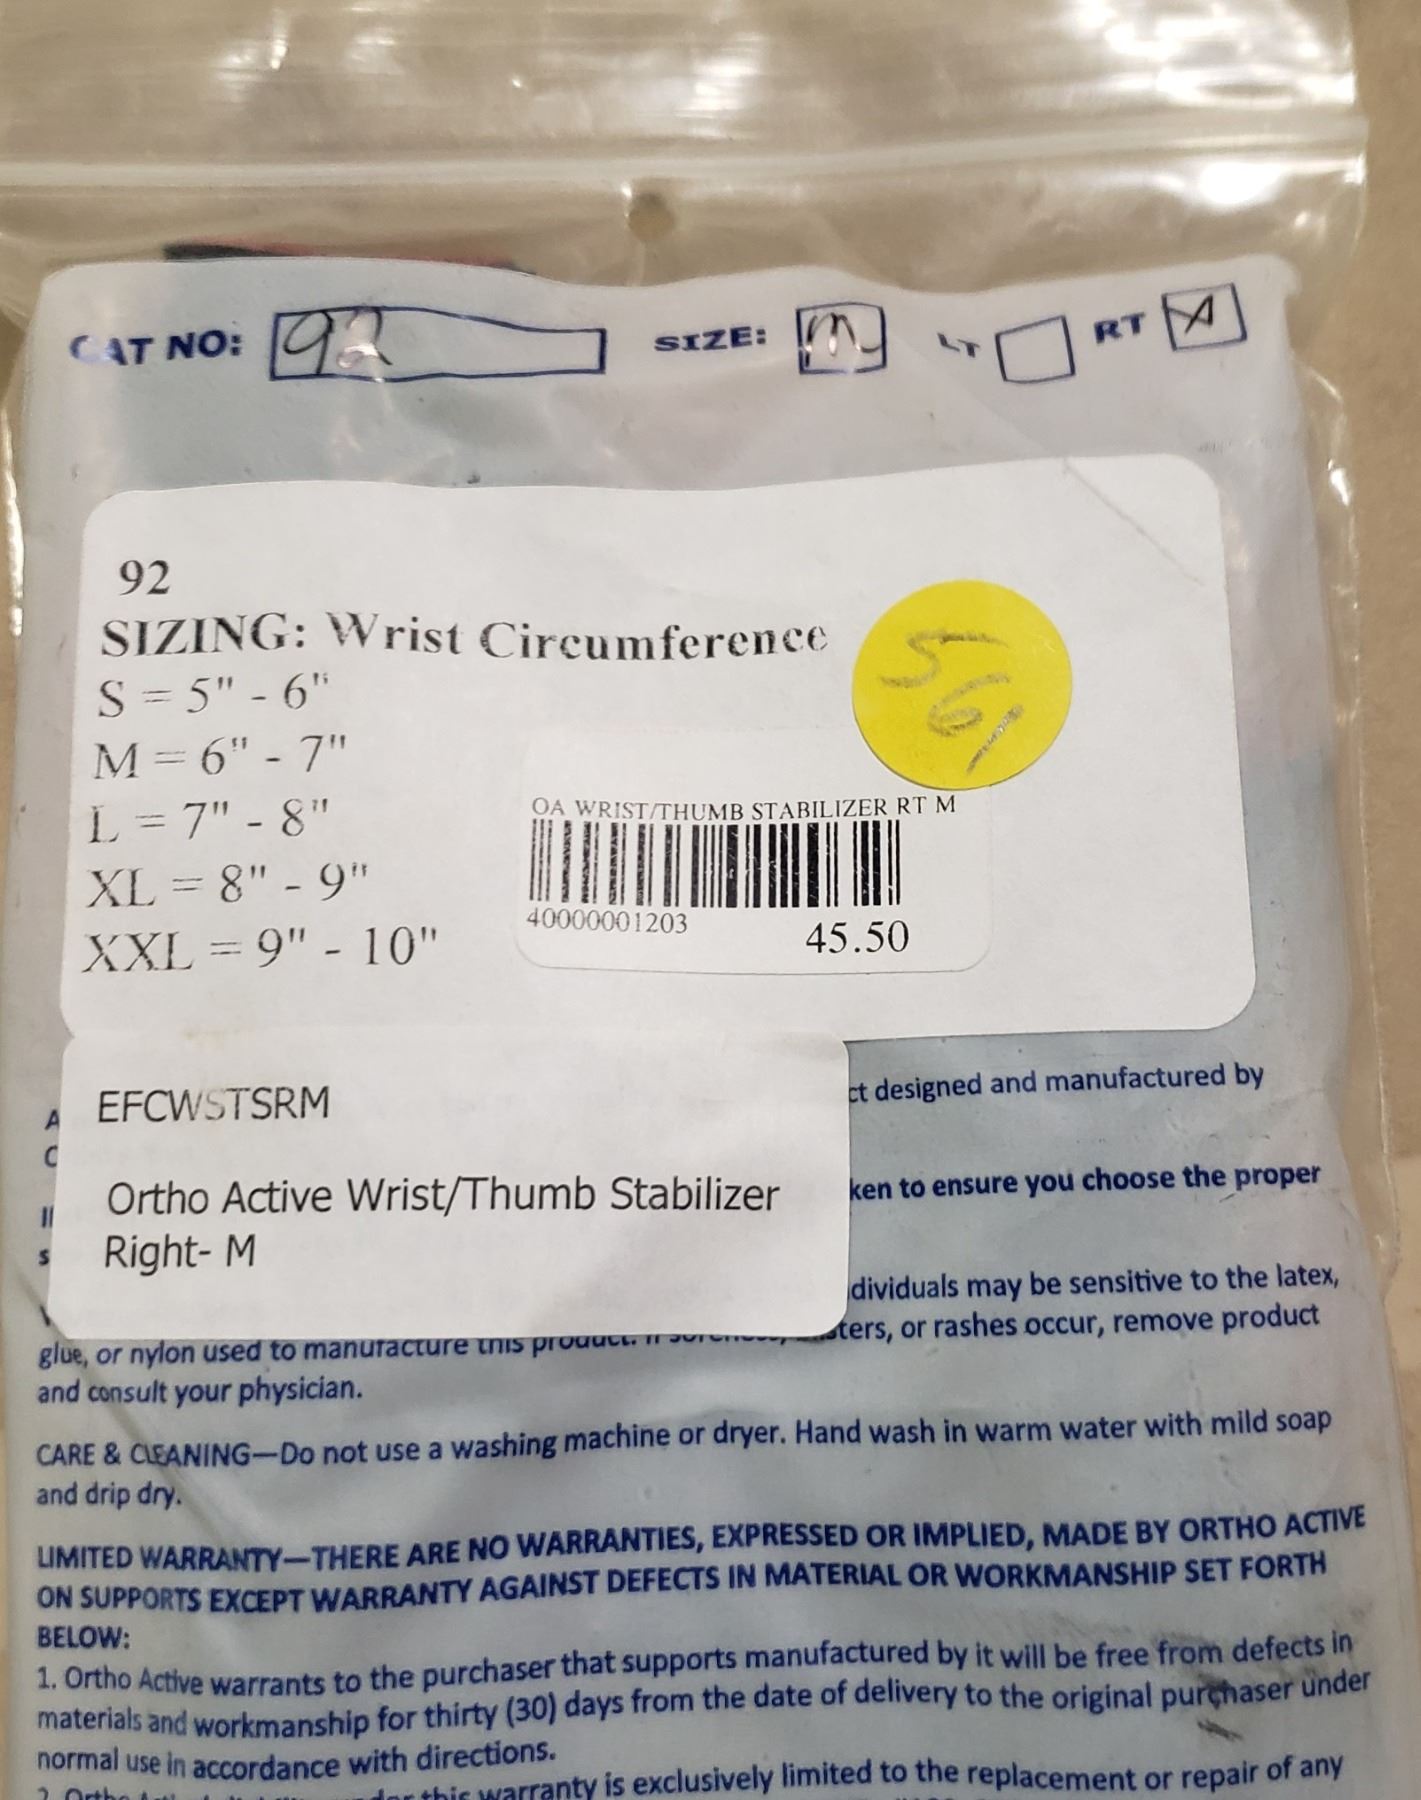 CAT NO: 92 SIZE: M LT RT X
92
SIZING: Wrist Circumference
S = 5" - 6"
M = 6" - 7"
L = 7" - 8"
XL = 8" - 9"
XXL = 9" - 10"
56
OA WRIST/THUMB STABILIZER RT M
40000001203
45.50
EFCWSTSRM
Ortho Active Wrist/Thumb Stabilizer
Right- M
designed and manufactured by
to ensure you choose the proper
may be sensitive to the latex,
glue, or nylon used to manufacture this product. or rashes occur, remove product
and consult your physician.
CARE & CLEANING—Do not use a washing machine or dryer. Hand wash in warm water with mild soap
and drip dry.
LIMITED WARRANTY—THERE ARE NO WARRANTIES, EXPRESSED OR IMPLIED, MADE BY ORTHO ACTIVE
ON SUPPORTS EXCEPT WARRANTY AGAINST DEFECTS IN MATERIAL OR WORKMANSHIP SET FORTH
BELOW:
1. Ortho Active warrants to the purchaser that supports manufactured by it will be free from defects in
materials and workmanship for thirty (30) days from the date of delivery to the original purchaser under
normal use in accordance with directions.
this warranty is exclusively limited to the replacement or repair of any